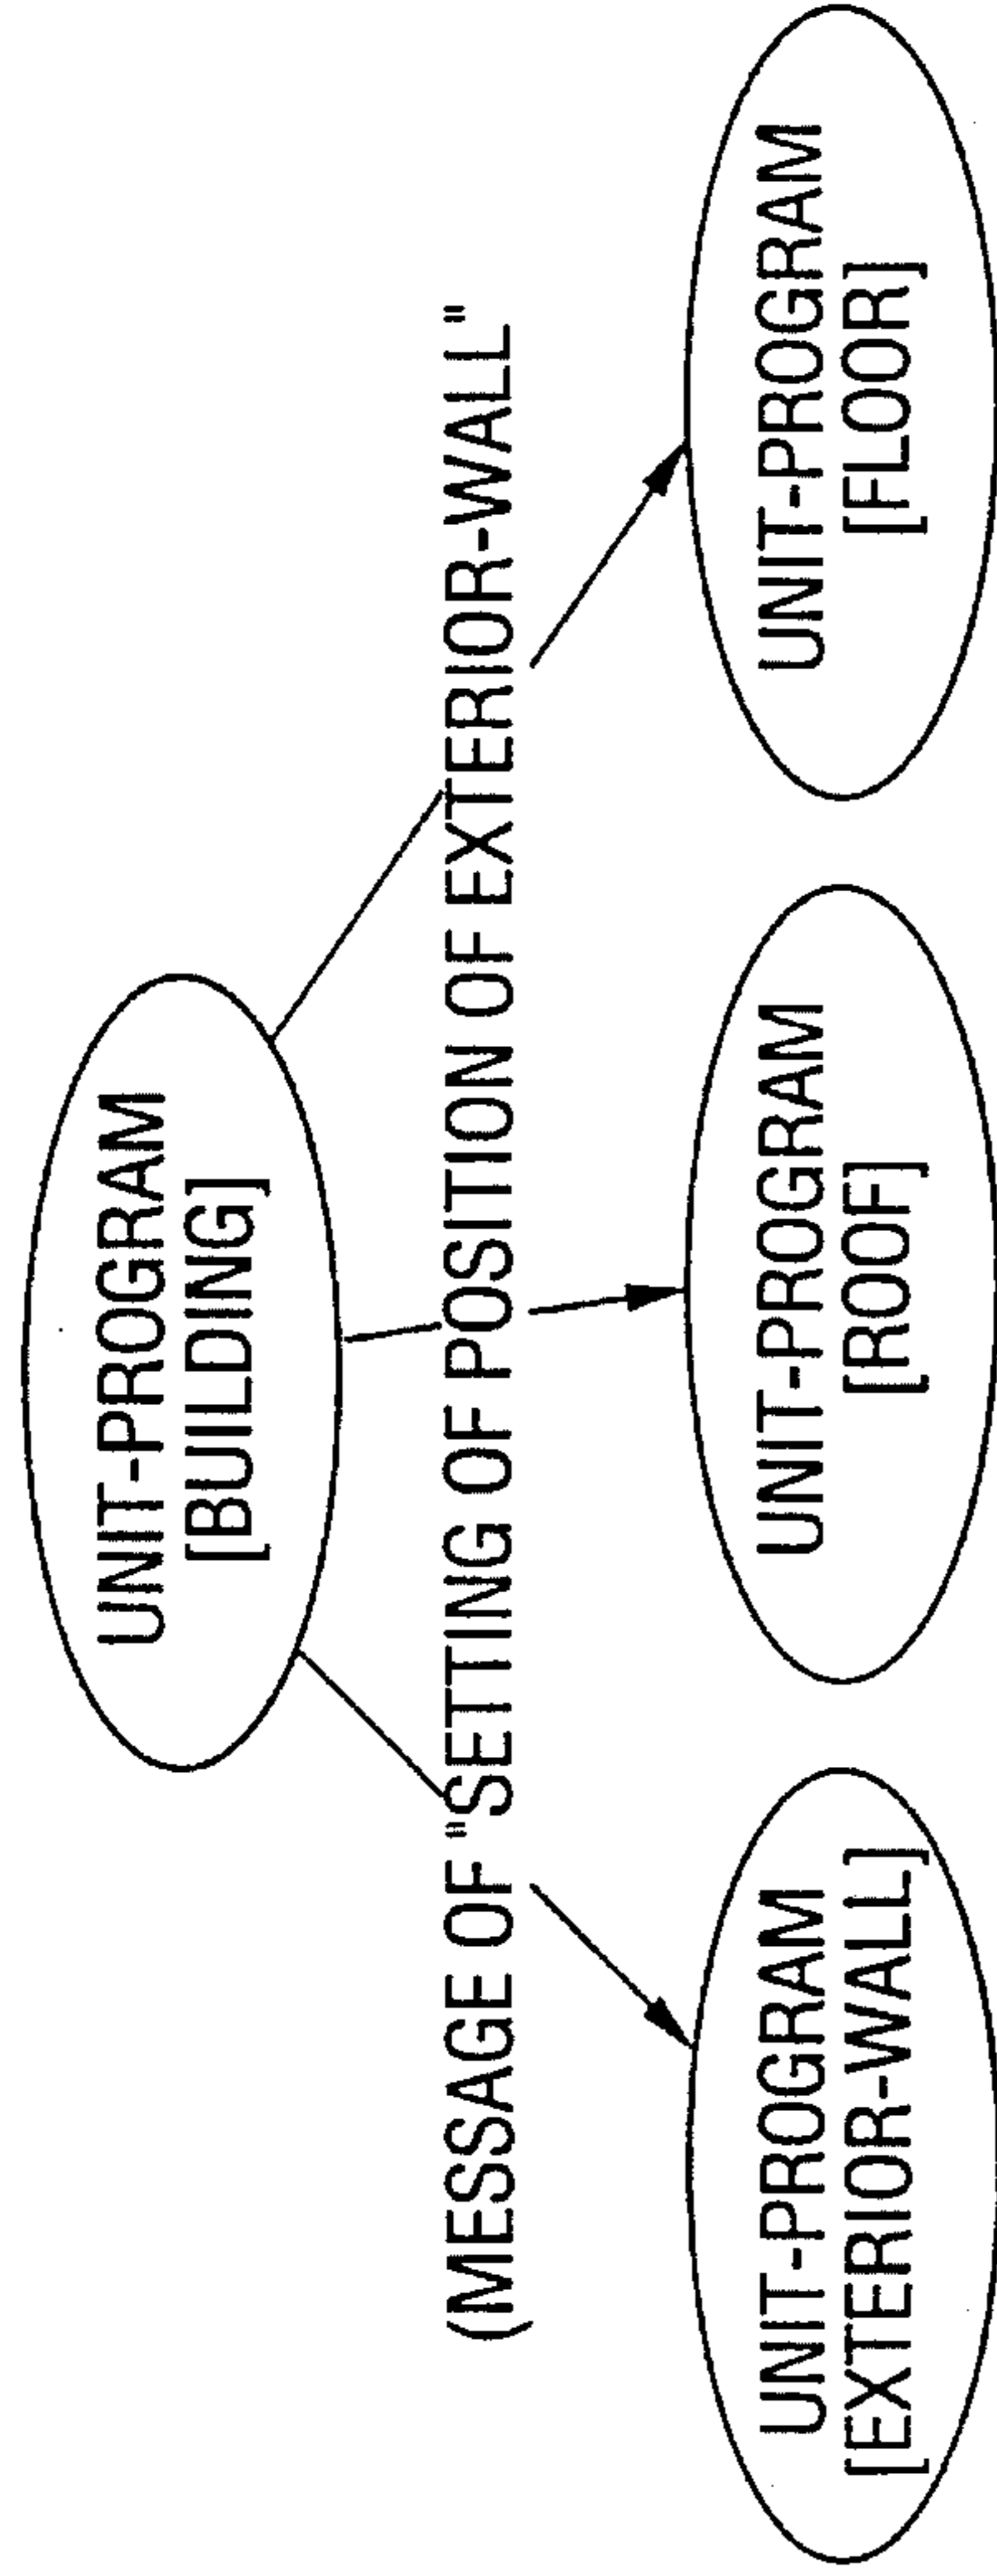 UNIT-PROGRAM
[BUILDING]
(MESSAGE OF "SETTING OF POSITION OF EXTERIOR-WALL"
UNIT-PROGRAM
[EXTERIOR-WALL]
UNIT-PROGRAM
[ROOF]
UNIT-PROGRAM
[FLOOR]